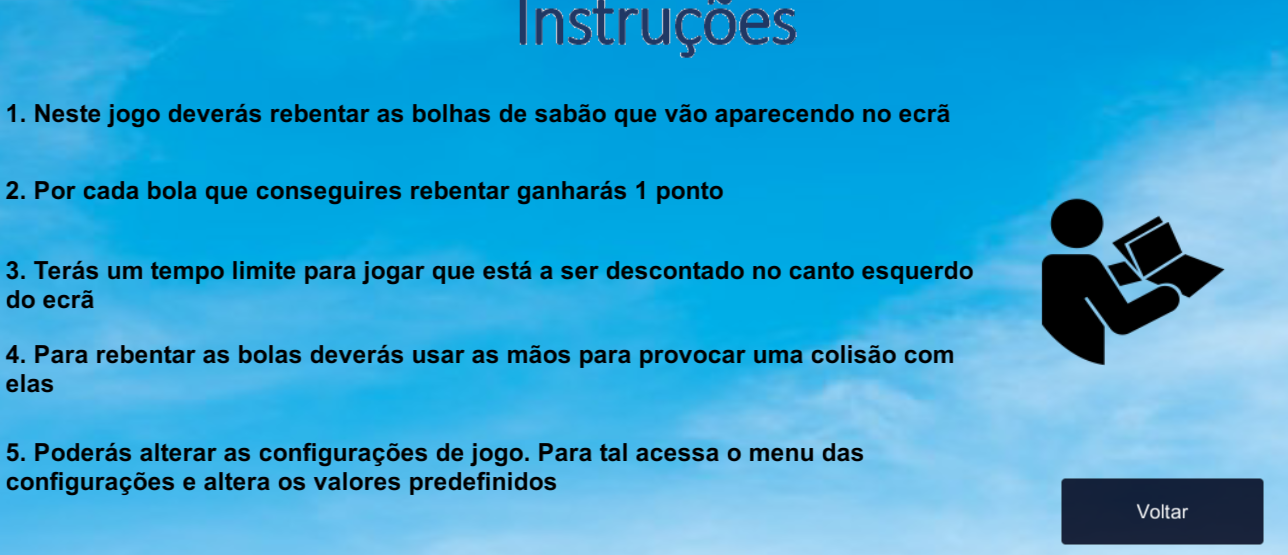 Instruções
1. Neste jogo deverás rebentar as bolhas de sabão que vão aparecendo no ecrã
2. Por cada bola que conseguires rebentar ganharás 1 ponto
3. Terás um tempo limite para jogar que está a ser descontado no canto esquerdo
do ecrã
4. Para rebentar as bolas deverás usar as mãos para provocar uma colisão com
elas
5. Poderás alterar as configurações de jogo. Para tal acessa o menu das
configurações e altera os valores predefinidos
Voltar